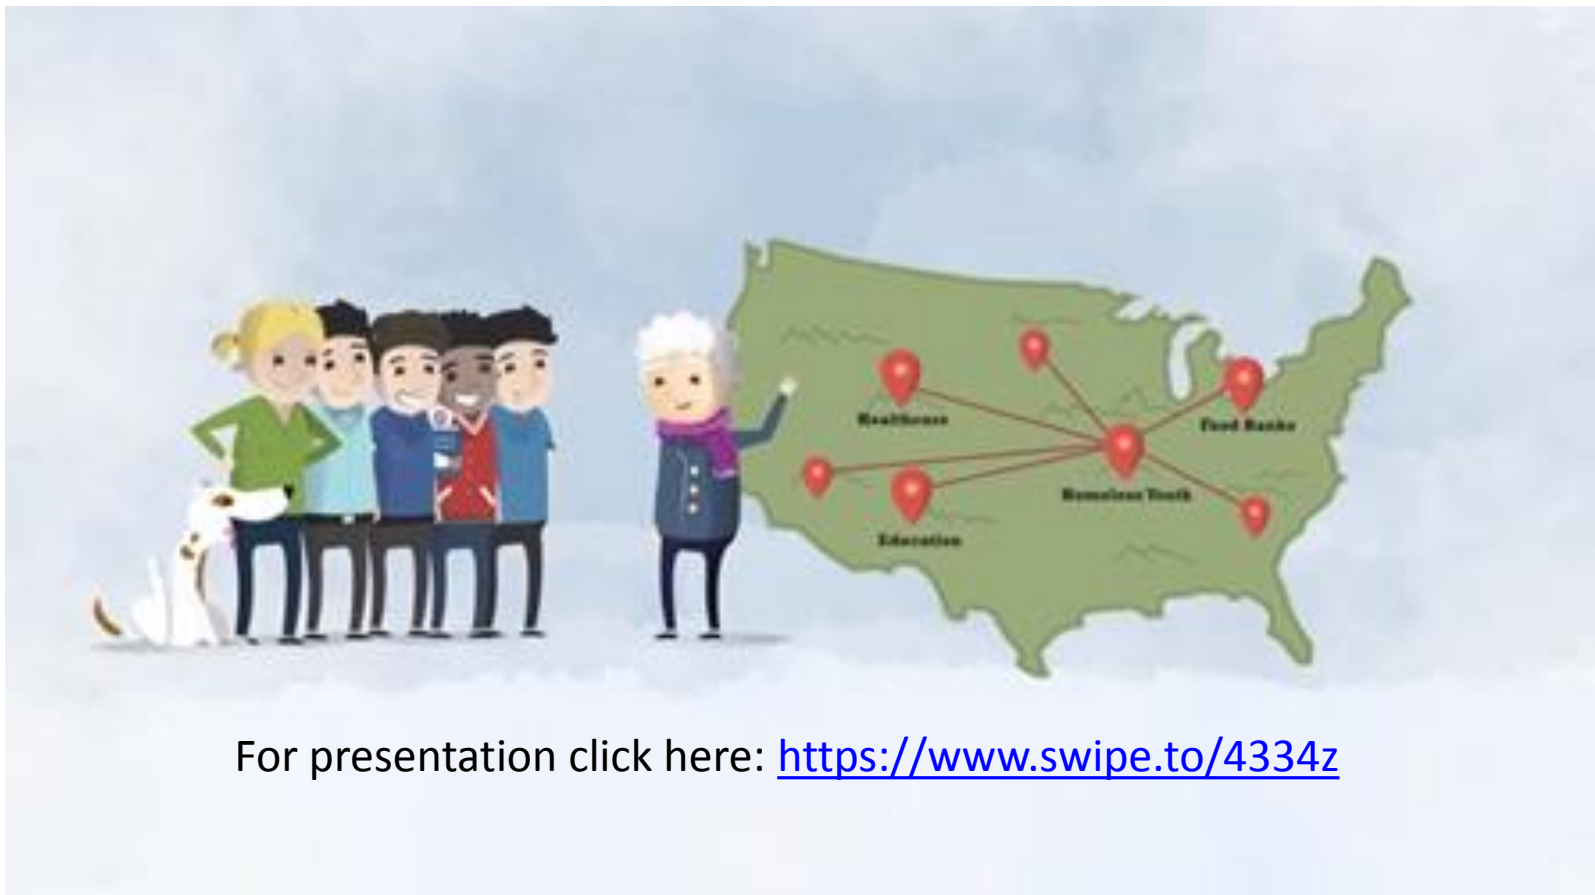 Healthcare
Food Banks
Homeless Youth
Education
For presentation click here: https://www.swipe.to/4334z